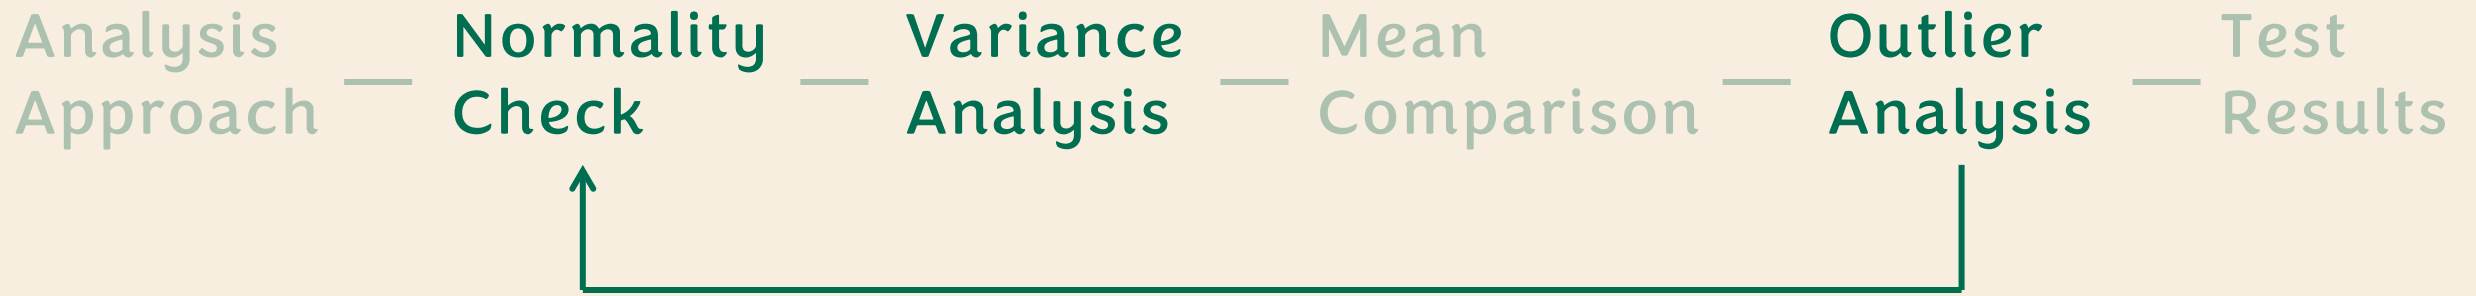 Analysis
Approach
Normality
Check
Variance
Analysis
Mean
Comparison
Outlier
Analysis
Test
Results